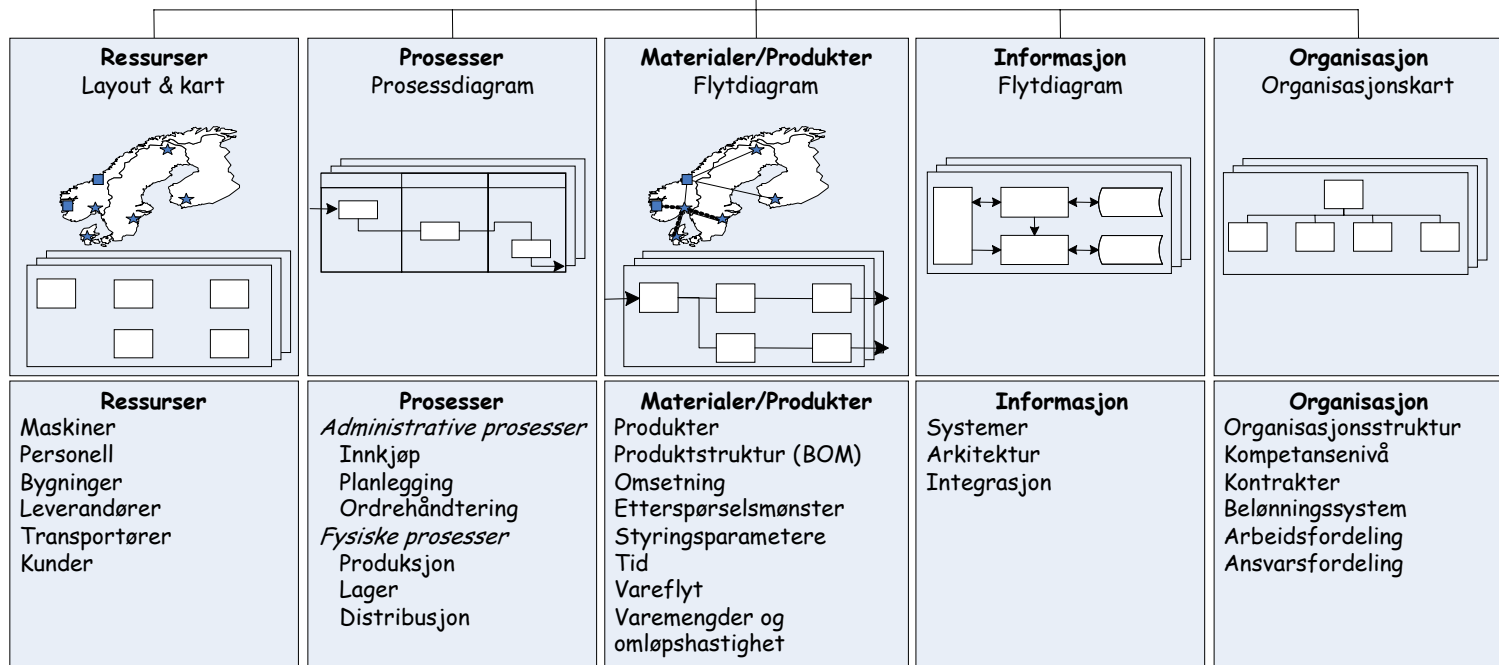 Ressurser
Layout & kart
Prosesser
Prosessdiagram
Materialer/Produkter
Flytdiagram
Informasjon
Flytdiagram
Organisasjon
Organisasjonskart
Ressurser
Maskiner
Personell
Bygninger
Leverandører
Transportører
Kunder
Prosesser
Administrative prosesser
Innkjøp
Planlegging
Ordrehåndtering
Fysiske prosesser
Produksjon
Lager
Distribusjon
Materialer/Produkter
Produkter
Produktstruktur (BOM)
Omsetning
Etterspørselsmønster
Styringsparametere
Tid
Vareflyt
Varemengder og
omløpshastighet
Informasjon
Systemer
Arkitektur
Integrasjon
Organisasjon
Organisasjonsstruktur
Kompetansenivå
Kontrakter
Belønningssystem
Arbeidsfordeling
Ansvarsfordeling